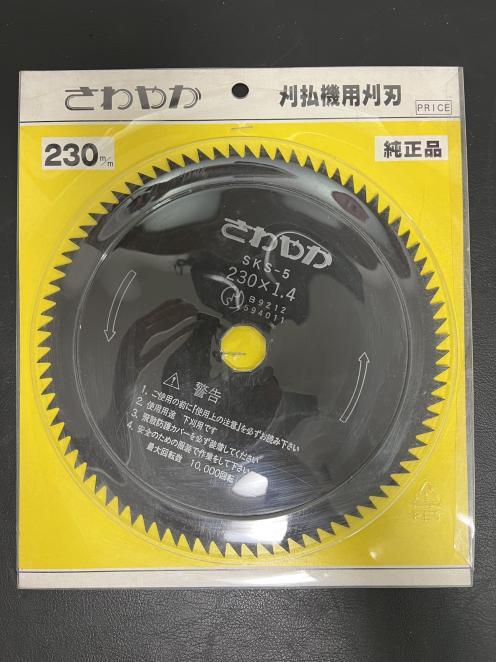 さわやか
刈払機用刈刃
PRICE
230m/m
純正品
さわやか
SKS-5
230×1.4
B9212
594011
⚠ 警告
1. ご使用の前に「使用上の注意」を必ずお読み下さい
2. 使用用途 下刈用です
3. 飛散防護カバーを必ず装着してください
4. 安全のための服装で作業をして下さい
最大回転数 10,000回転